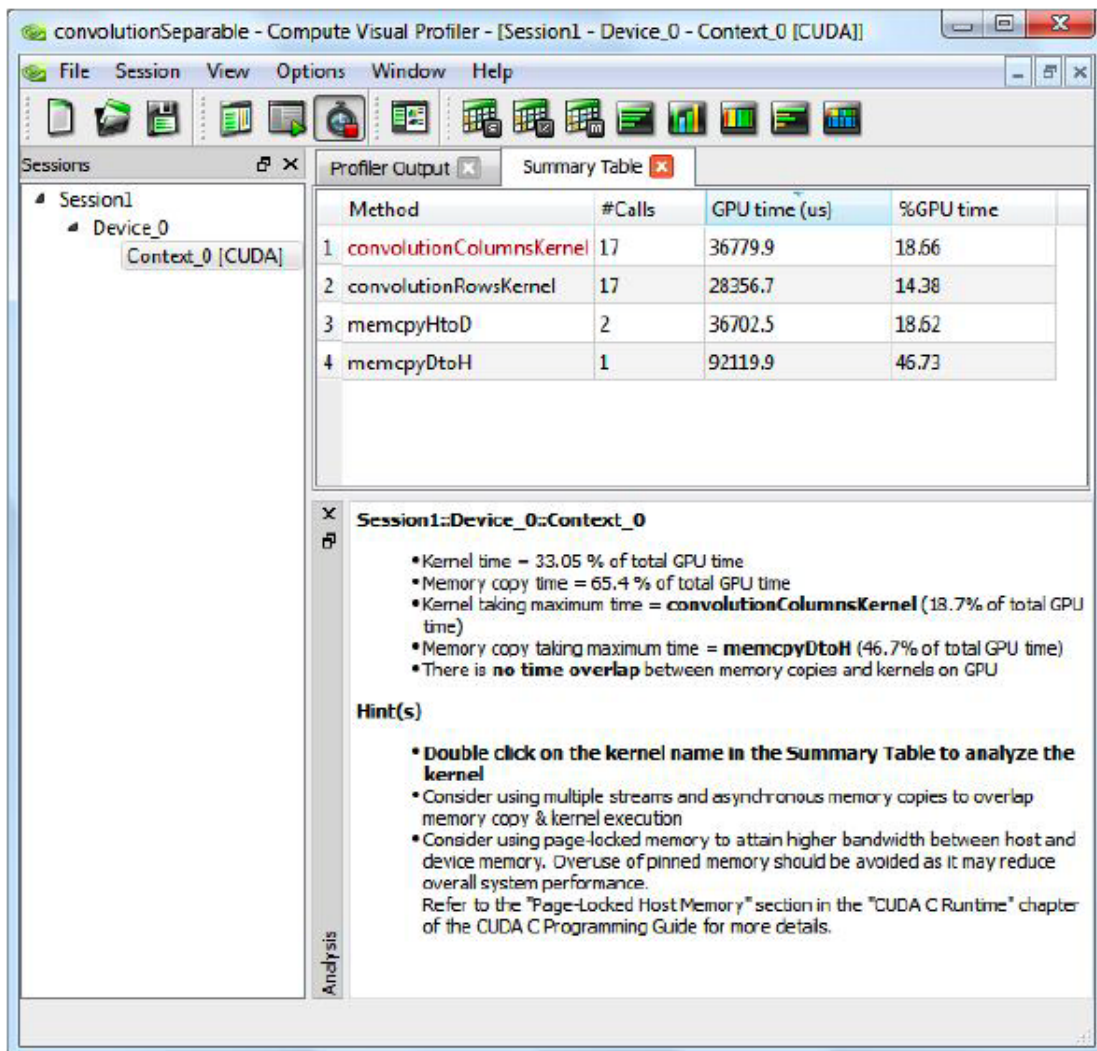 convolutionSeparable - Compute Visual Profiler - [Session1 - Device_0 - Context_0 [CUDA]]
File Session View Options Window Help
Sessions
Profiler Output
Summary Table
Session1
Device_0
Context_0 [CUDA]
Method #Calls GPU time (us) %GPU time
1 convolutionColumnsKernel 17 36779.9 18.66
2 convolutionRowsKernel 17 28356.7 14.38
3 memcpyHtoD 2 36702.5 18.62
4 memcpyDtoH 1 92119.9 46.73
Session1::Device_0::Context_0
•Kernel time = 33.05 % of total GPU time
•Memory copy time = 65.4 % of total GPU time
•Kernel taking maximum time = convolutionColumnsKernel (18.7% of total GPU
time)
•Memory copy taking maximum time = memcpyDtoH (46.7% of total GPU time)
•There is no time overlap between memory copies and kernels on GPU
Hint(s)
•Double click on the kernel name in the Summary Table to analyze the
kernel
•Consider using multiple streams and asynchronous memory copies to overlap
memory copy & kernel execution
•Consider using page-locked memory to attain higher bandwidth between host and
device memory. Overuse of pinned memory should be avoided as it may reduce
overall system performance.
Refer to the "Page-Locked Host Memory" section in the "CUDA C Runtime" chapter
of the CUDA C Programming Guide for more details.
Analysis